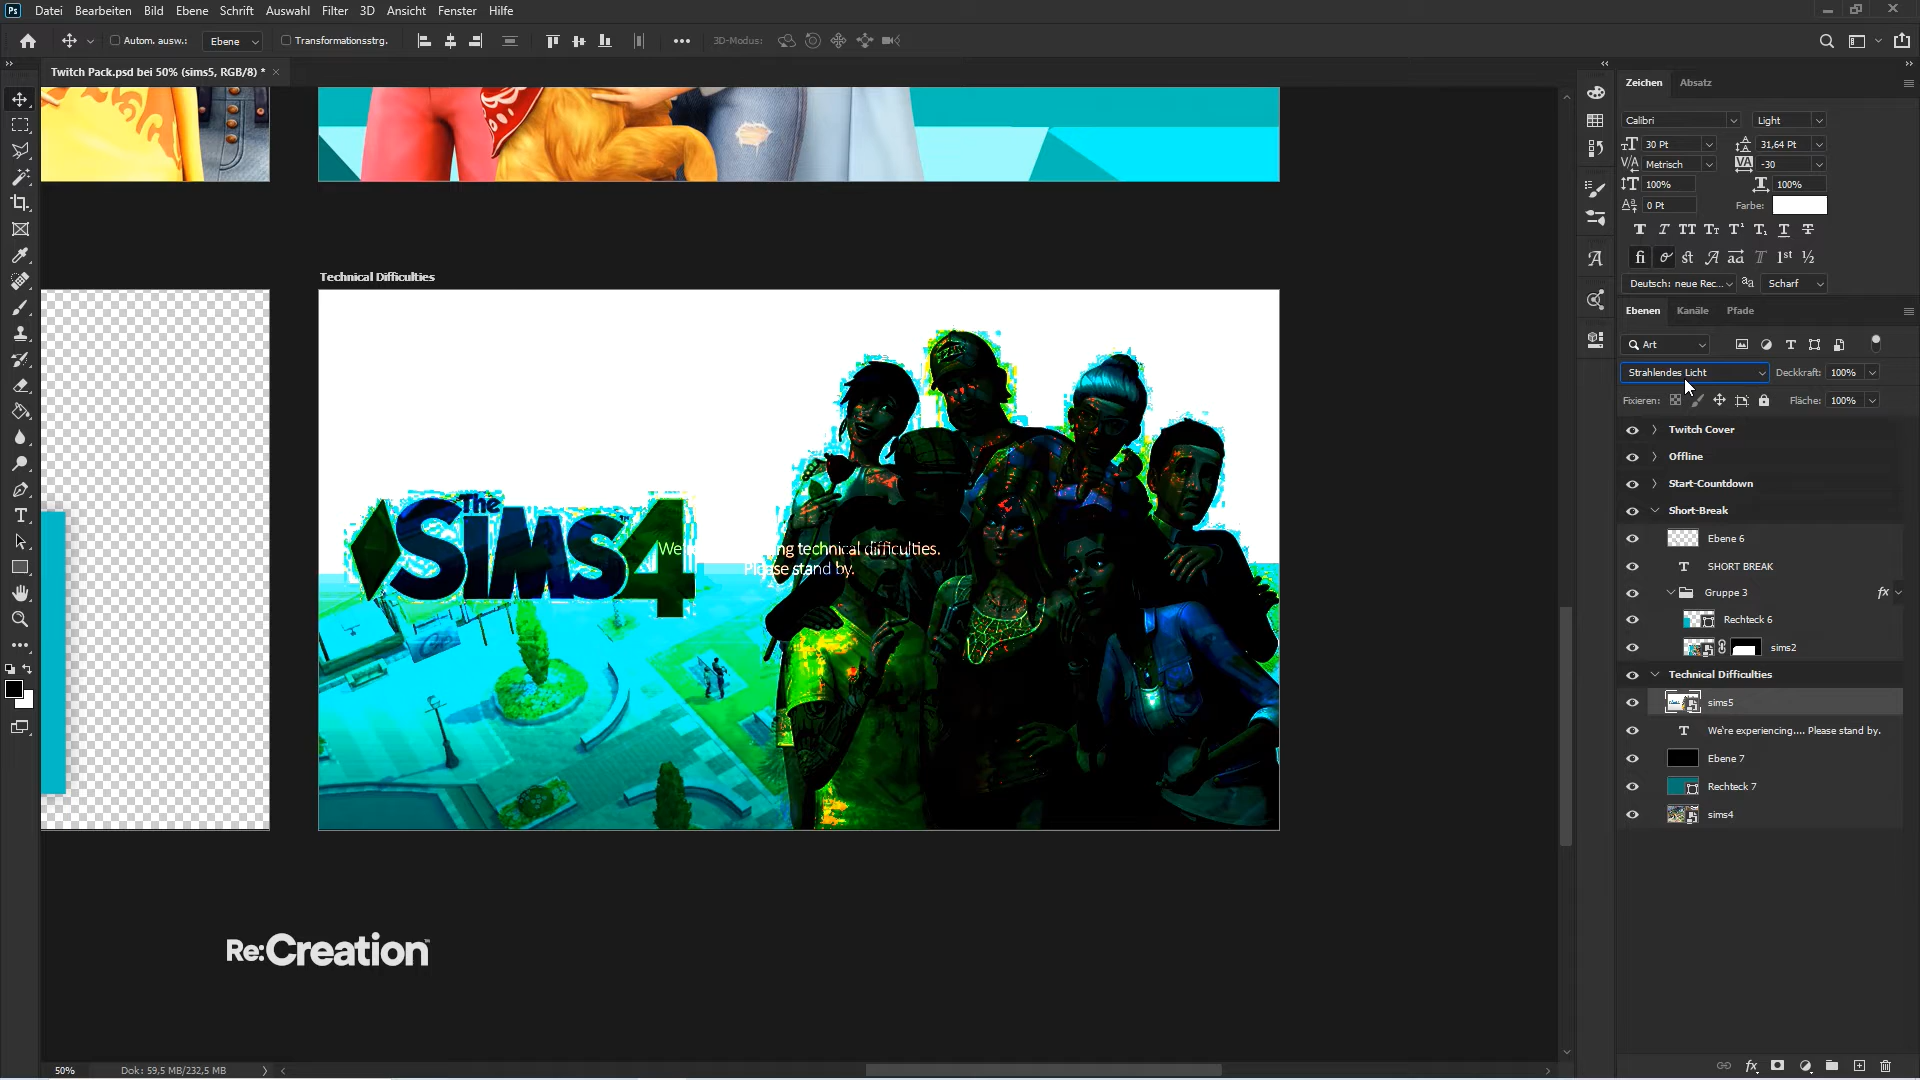 Ps Datei Bearbeiten Bild Ebene Schrift Auswahl Filter 3D Ansicht Fenster Hilfe
Autom. ausw.: Ebene Transformationsstrg. 3D-Modus:
Twitch Pack.psd bei 50% (sims5, RGB/8) *
Technical Difficulties
The
SIMS 4
technical difficulties.
Please stand by.
Re:Creation
50% Dok: 59,5 MB/232,5 MB
Zeichen Absatz
Calibri Light
30 Pt 31,64 Pt
Metrisch -30
100% 100%
0 Pt Farbe:
Deutsch: neue Rec... aa Scharf
Ebenen Kanäle Pfade
Art
Strahlendes Licht Deckkraft: 100%
Fixieren: Fläche: 100%
Twitch Cover
Offline
Start-Countdown
Short-Break
Ebene 6
SHORT BREAK
Gruppe 3 fx
Rechteck 6
sims2
Technical Difficulties
sims5
We're experiencing.... Please stand by.
Ebene 7
Rechteck 7
sims4